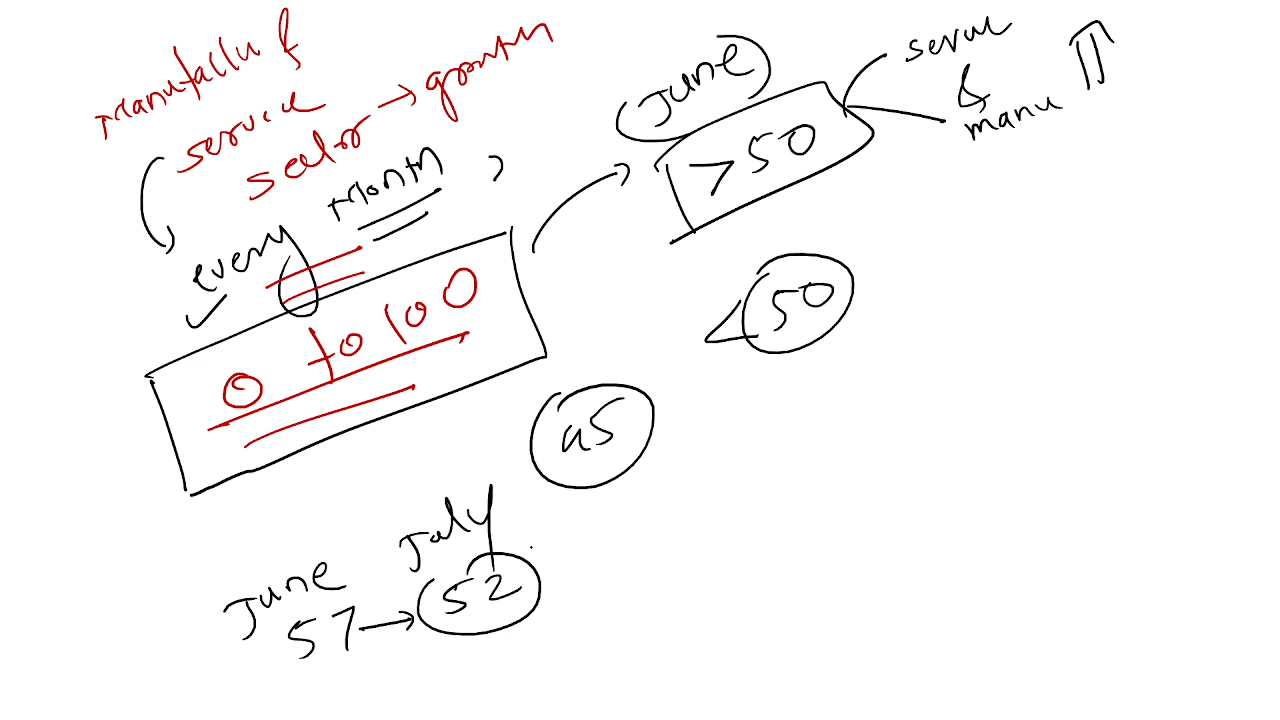 Manufactu &
service
sector → growth
every month
0 to 100
(June)
> 50
service
&
manu ⇑
< 50
45
June July
57 → 52